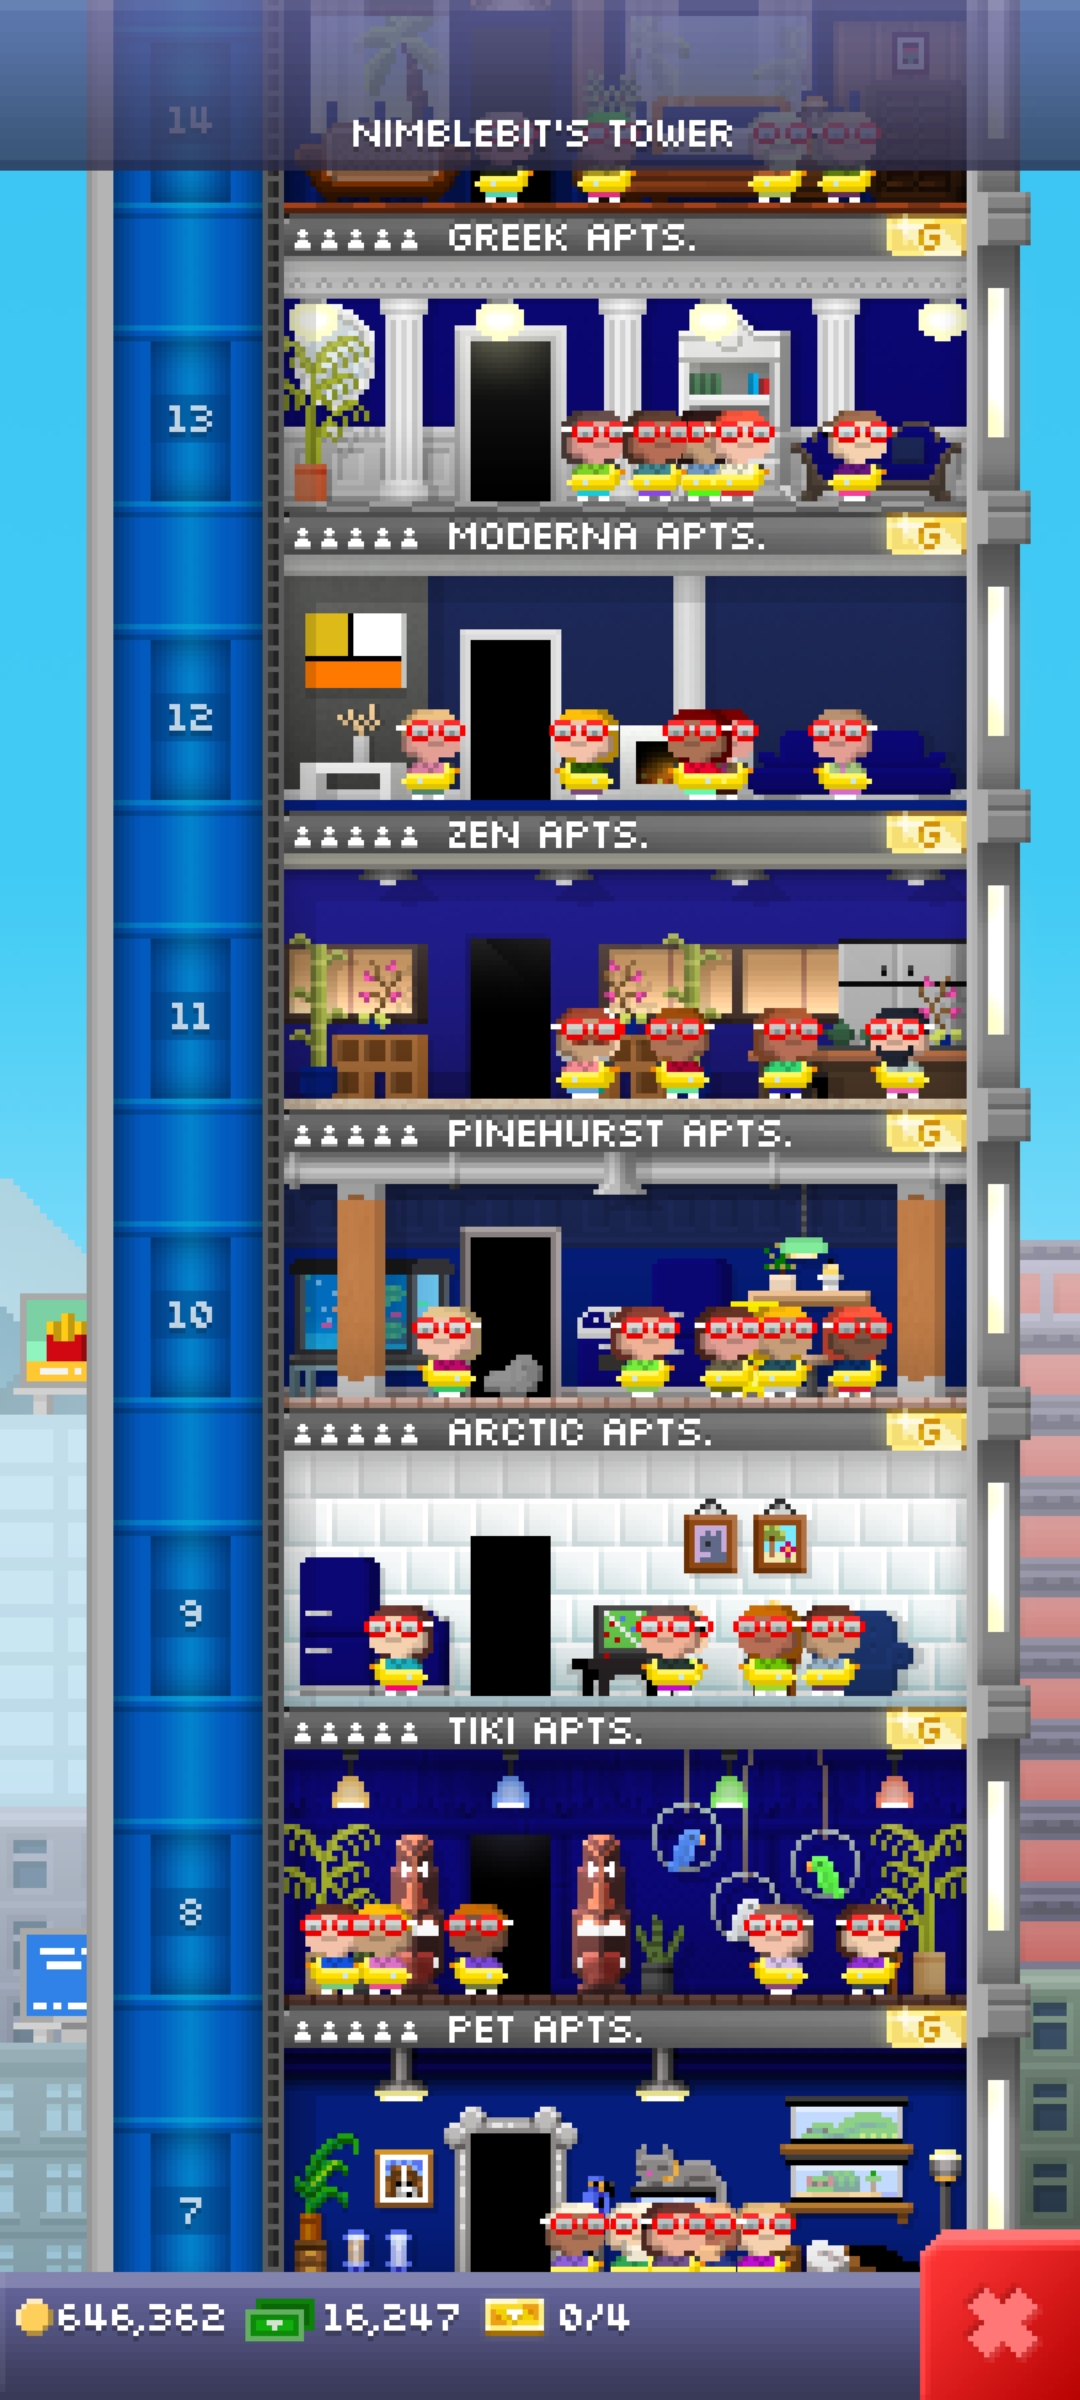 14
NIMBLEBIT'S TOWER
GREEK APTS.
G
13
MODERNA APTS.
G
12
ZEN APTS.
G
11
PINEHURST APTS.
G
10
ARCTIC APTS.
G
9
TIKI APTS.
G
8
PET APTS.
G
7
646,362 16,247 0/4